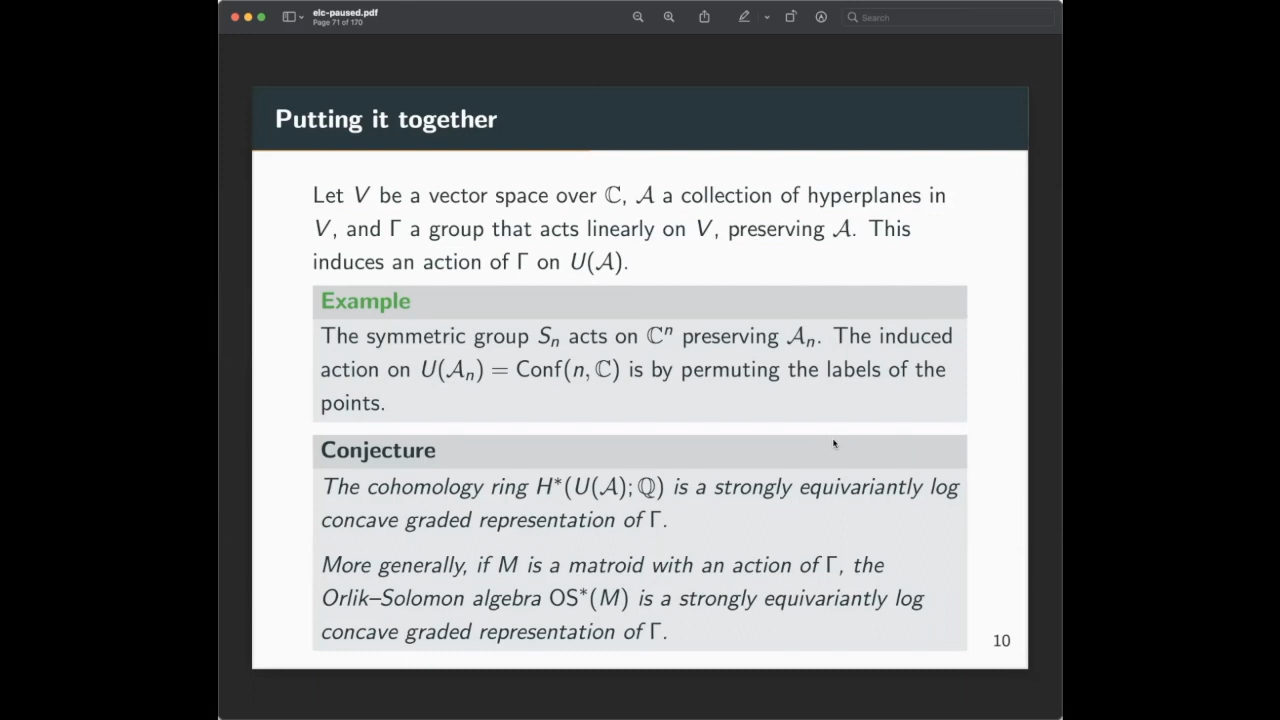 elc-paused.pdf
Page 71 of 170
Search
Putting it together
Let V be a vector space over ℂ, 𝒜 a collection of hyperplanes in
V, and Γ a group that acts linearly on V, preserving 𝒜. This
induces an action of Γ on U(𝒜).
Example
The symmetric group Sₙ acts on ℂⁿ preserving 𝒜ₙ. The induced
action on U(𝒜ₙ) = Conf(n, ℂ) is by permuting the labels of the
points.
Conjecture
The cohomology ring H*(U(𝒜); ℚ) is a strongly equivariantly log
concave graded representation of Γ.
More generally, if M is a matroid with an action of Γ, the
Orlik–Solomon algebra OS*(M) is a strongly equivariantly log
concave graded representation of Γ.
10